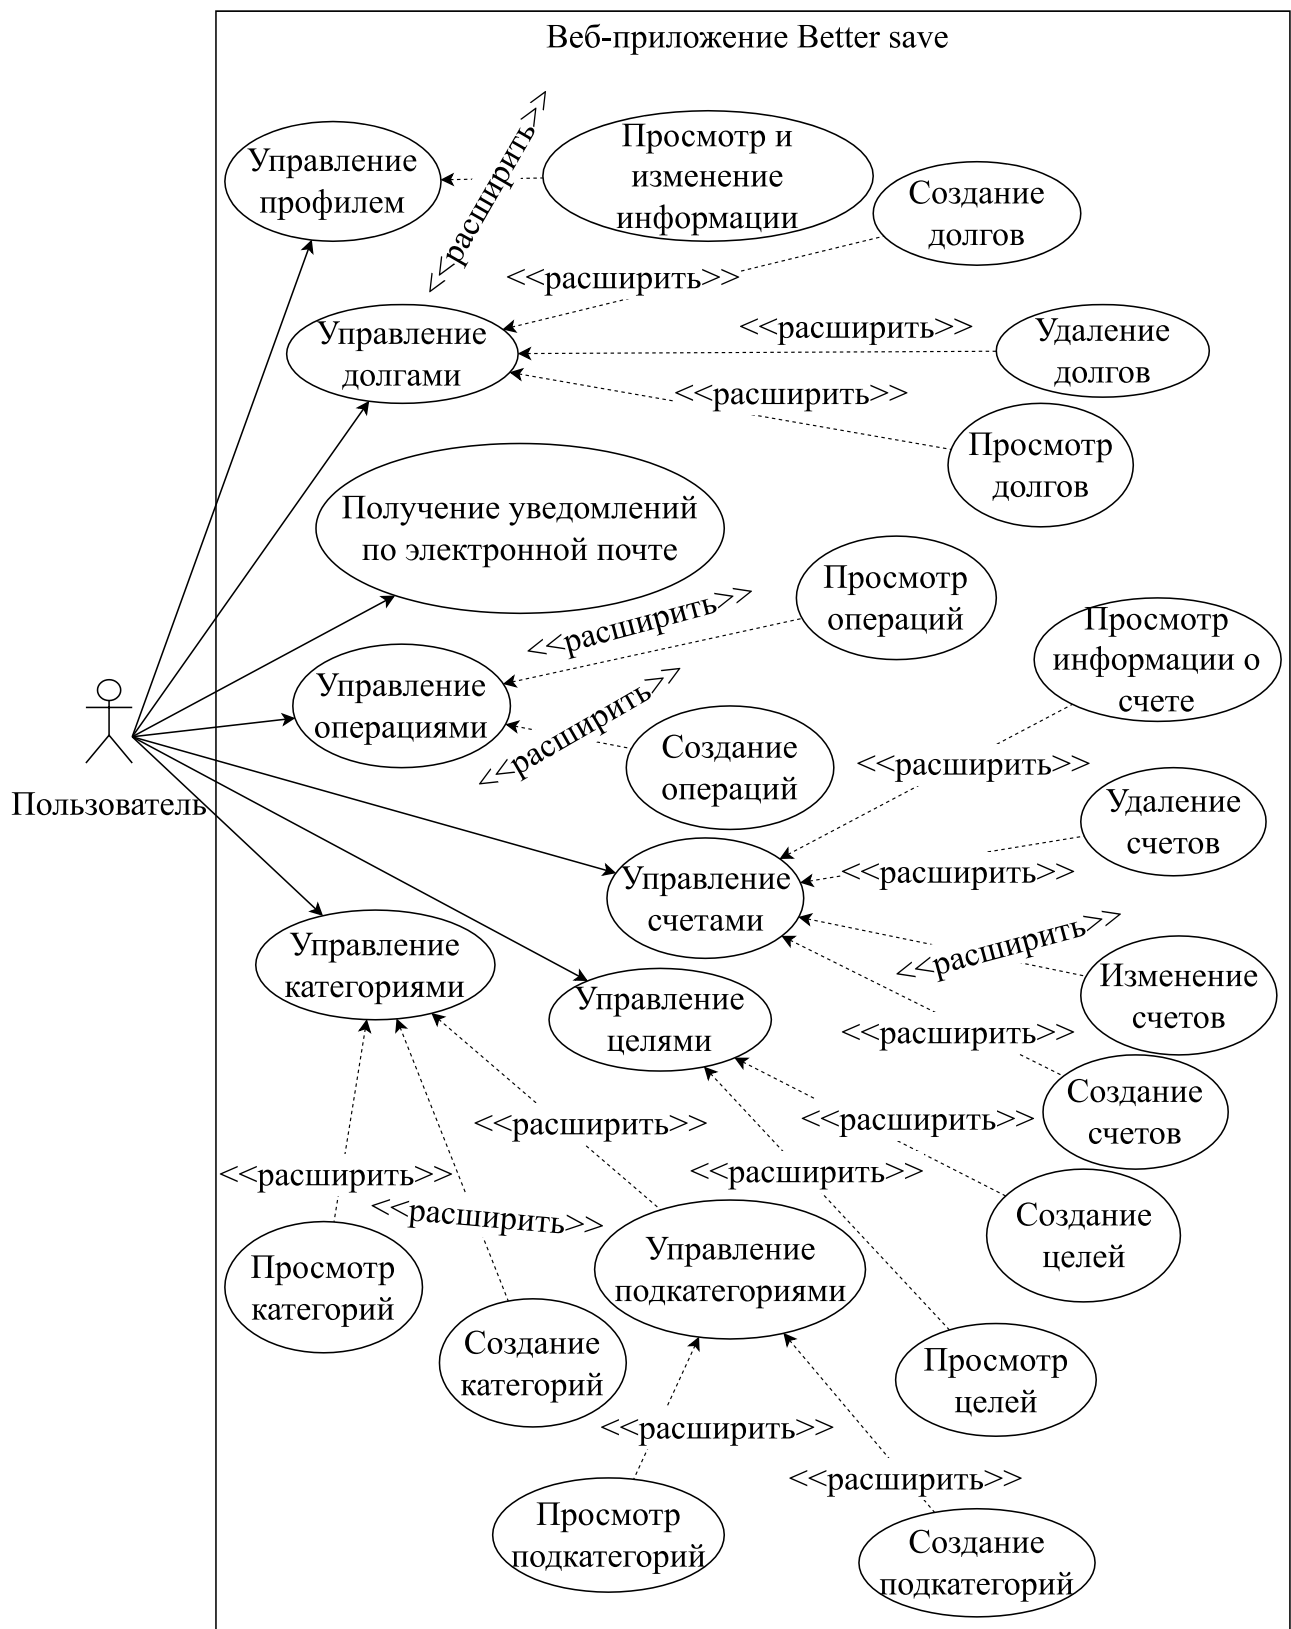 Веб-приложение Better save
Управление
профилем
<<расширить>>
Просмотр и
изменение
информации
Создание
долгов
<<расширить>>
Управление
долгами
<<расширить>>
Удаление
долгов
<<расширить>>
Просмотр
долгов
Получение уведомлений
по электронной почте
Просмотр
операций
<<расширить>>
Управление
операциями
<<расширить>>
Создание
операций
Просмотр
информации о
счете
<<расширить>>
Пользователь
Удаление
счетов
<<расширить>>
Управление
счетами
<<расширить>>
Изменение
счетов
<<расширить>>
Создание
счетов
Управление
категориями
Управление
целями
<<расширить>>
<<расширить>>
<<расширить>>
<<расширить>>
<<расширить>>
Создание
целей
Управление
подкатегориями
Просмотр
категорий
Создание
категорий
Просмотр
целей
<<расширить>>
<<расширить>>
Просмотр
подкатегорий
Создание
подкатегорий